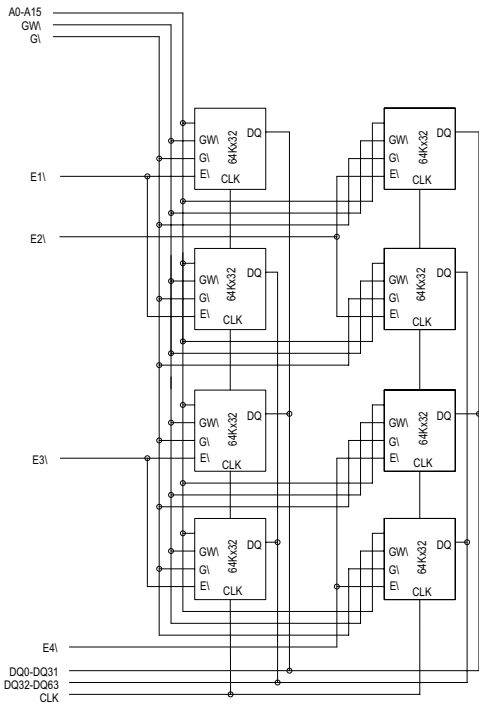 A0-A15
GW\
G\
DQ
DQ
GW\
64Kx32
GW\
64Kx32
G\
G\
E1\
E\
E\
CLK
CLK
E2\
DQ
DQ
GW\
64Kx32
GW\
64Kx32
G\
G\
E\
E\
CLK
CLK
DQ
DQ
GW\
64Kx32
GW\
64Kx32
G\
G\
E3\
E\
E\
CLK
CLK
DQ
DQ
GW\
64Kx32
GW\
64Kx32
G\
G\
E\
E\
CLK
CLK
E4\
DQ0-DQ31
DQ32-DQ63
CLK